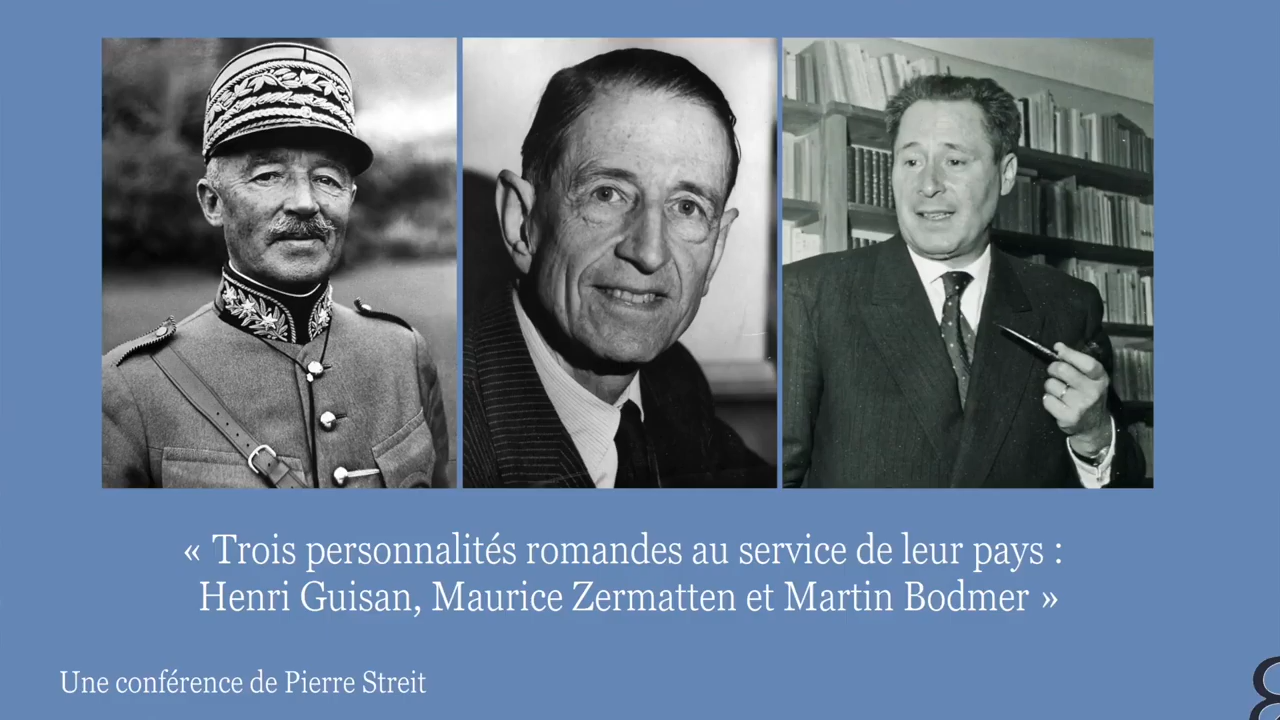 « Trois personnalités romandes au service de leur pays :
Henri Guisan, Maurice Zermatten et Martin Bodmer »
Une conférence de Pierre Streit